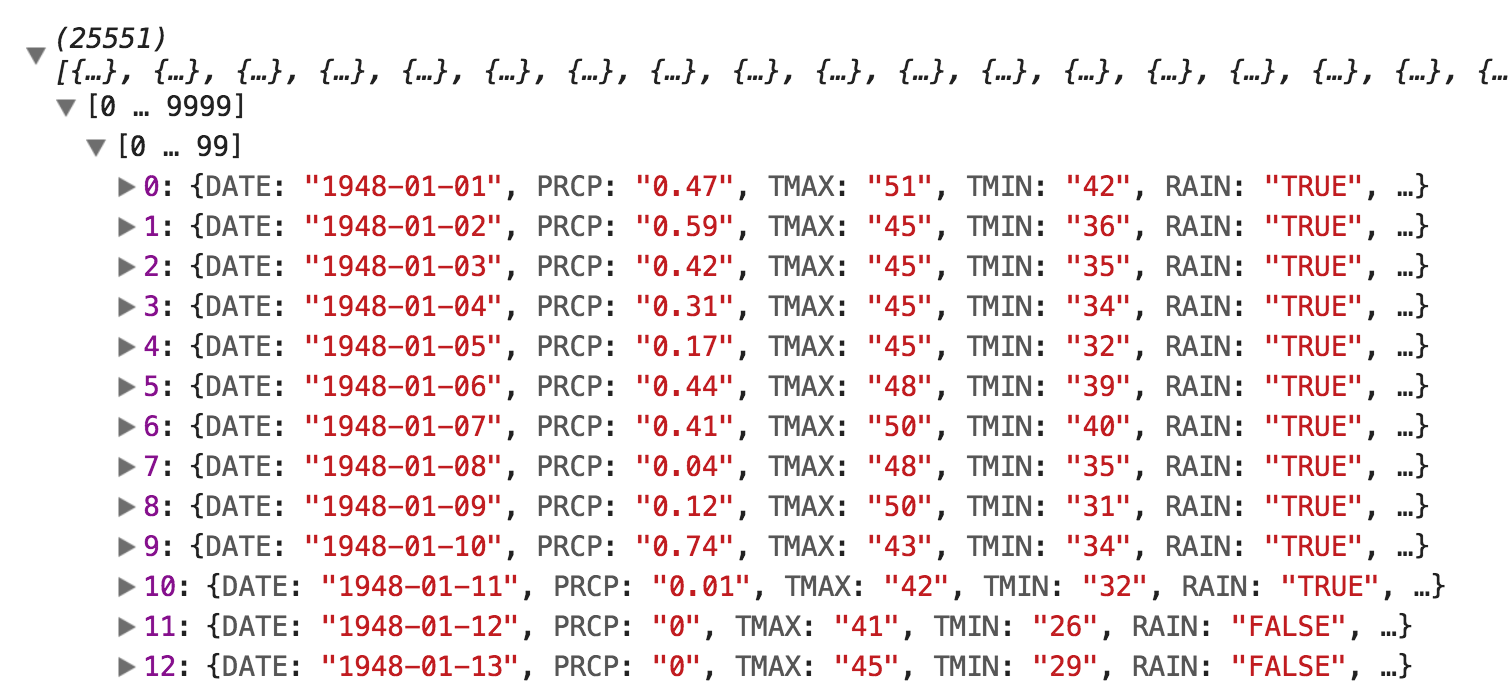 (25551)
[{…}, {…}, {…}, {…}, {…}, {…}, {…}, {…}, {…}, {…}, {…}, {…}, {…}, {…}, {…}, {…}, {…}, {…
[0 … 9999]
[0 … 99]
0: {DATE: "1948-01-01", PRCP: "0.47", TMAX: "51", TMIN: "42", RAIN: "TRUE", …}
1: {DATE: "1948-01-02", PRCP: "0.59", TMAX: "45", TMIN: "36", RAIN: "TRUE", …}
2: {DATE: "1948-01-03", PRCP: "0.42", TMAX: "45", TMIN: "35", RAIN: "TRUE", …}
3: {DATE: "1948-01-04", PRCP: "0.31", TMAX: "45", TMIN: "34", RAIN: "TRUE", …}
4: {DATE: "1948-01-05", PRCP: "0.17", TMAX: "45", TMIN: "32", RAIN: "TRUE", …}
5: {DATE: "1948-01-06", PRCP: "0.44", TMAX: "48", TMIN: "39", RAIN: "TRUE", …}
6: {DATE: "1948-01-07", PRCP: "0.41", TMAX: "50", TMIN: "40", RAIN: "TRUE", …}
7: {DATE: "1948-01-08", PRCP: "0.04", TMAX: "48", TMIN: "35", RAIN: "TRUE", …}
8: {DATE: "1948-01-09", PRCP: "0.12", TMAX: "50", TMIN: "31", RAIN: "TRUE", …}
9: {DATE: "1948-01-10", PRCP: "0.74", TMAX: "43", TMIN: "34", RAIN: "TRUE", …}
10: {DATE: "1948-01-11", PRCP: "0.01", TMAX: "42", TMIN: "32", RAIN: "TRUE", …}
11: {DATE: "1948-01-12", PRCP: "0", TMAX: "41", TMIN: "26", RAIN: "FALSE", …}
12: {DATE: "1948-01-13", PRCP: "0", TMAX: "45", TMIN: "29", RAIN: "FALSE", …}